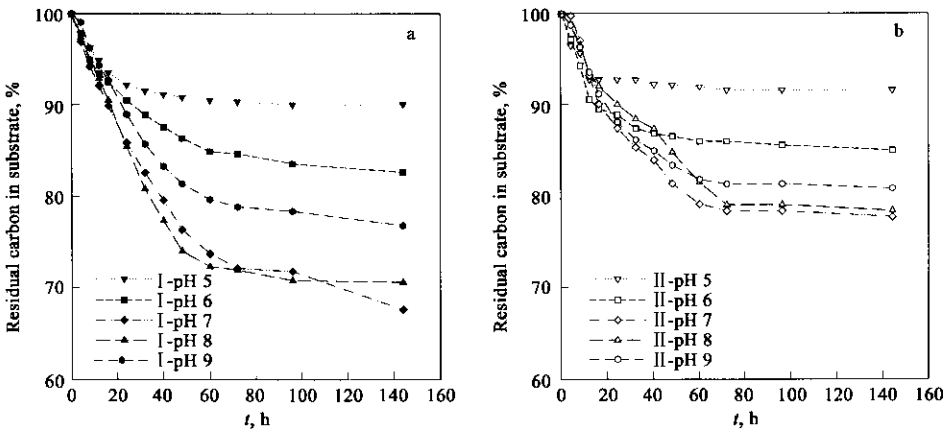 a
Residual carbon in substrate, %
100
90
80
70
60
I-pH 5
I-pH 6
I-pH 7
I-pH 8
I-pH 9
0 20 40 60 80 100 120 140 160
t, h
b
Residual carbon in substrate, %
100
90
80
70
60
II-pH 5
II-pH 6
II-pH 7
II-pH 8
II-pH 9
0 20 40 60 80 100 120 140 160
t, h